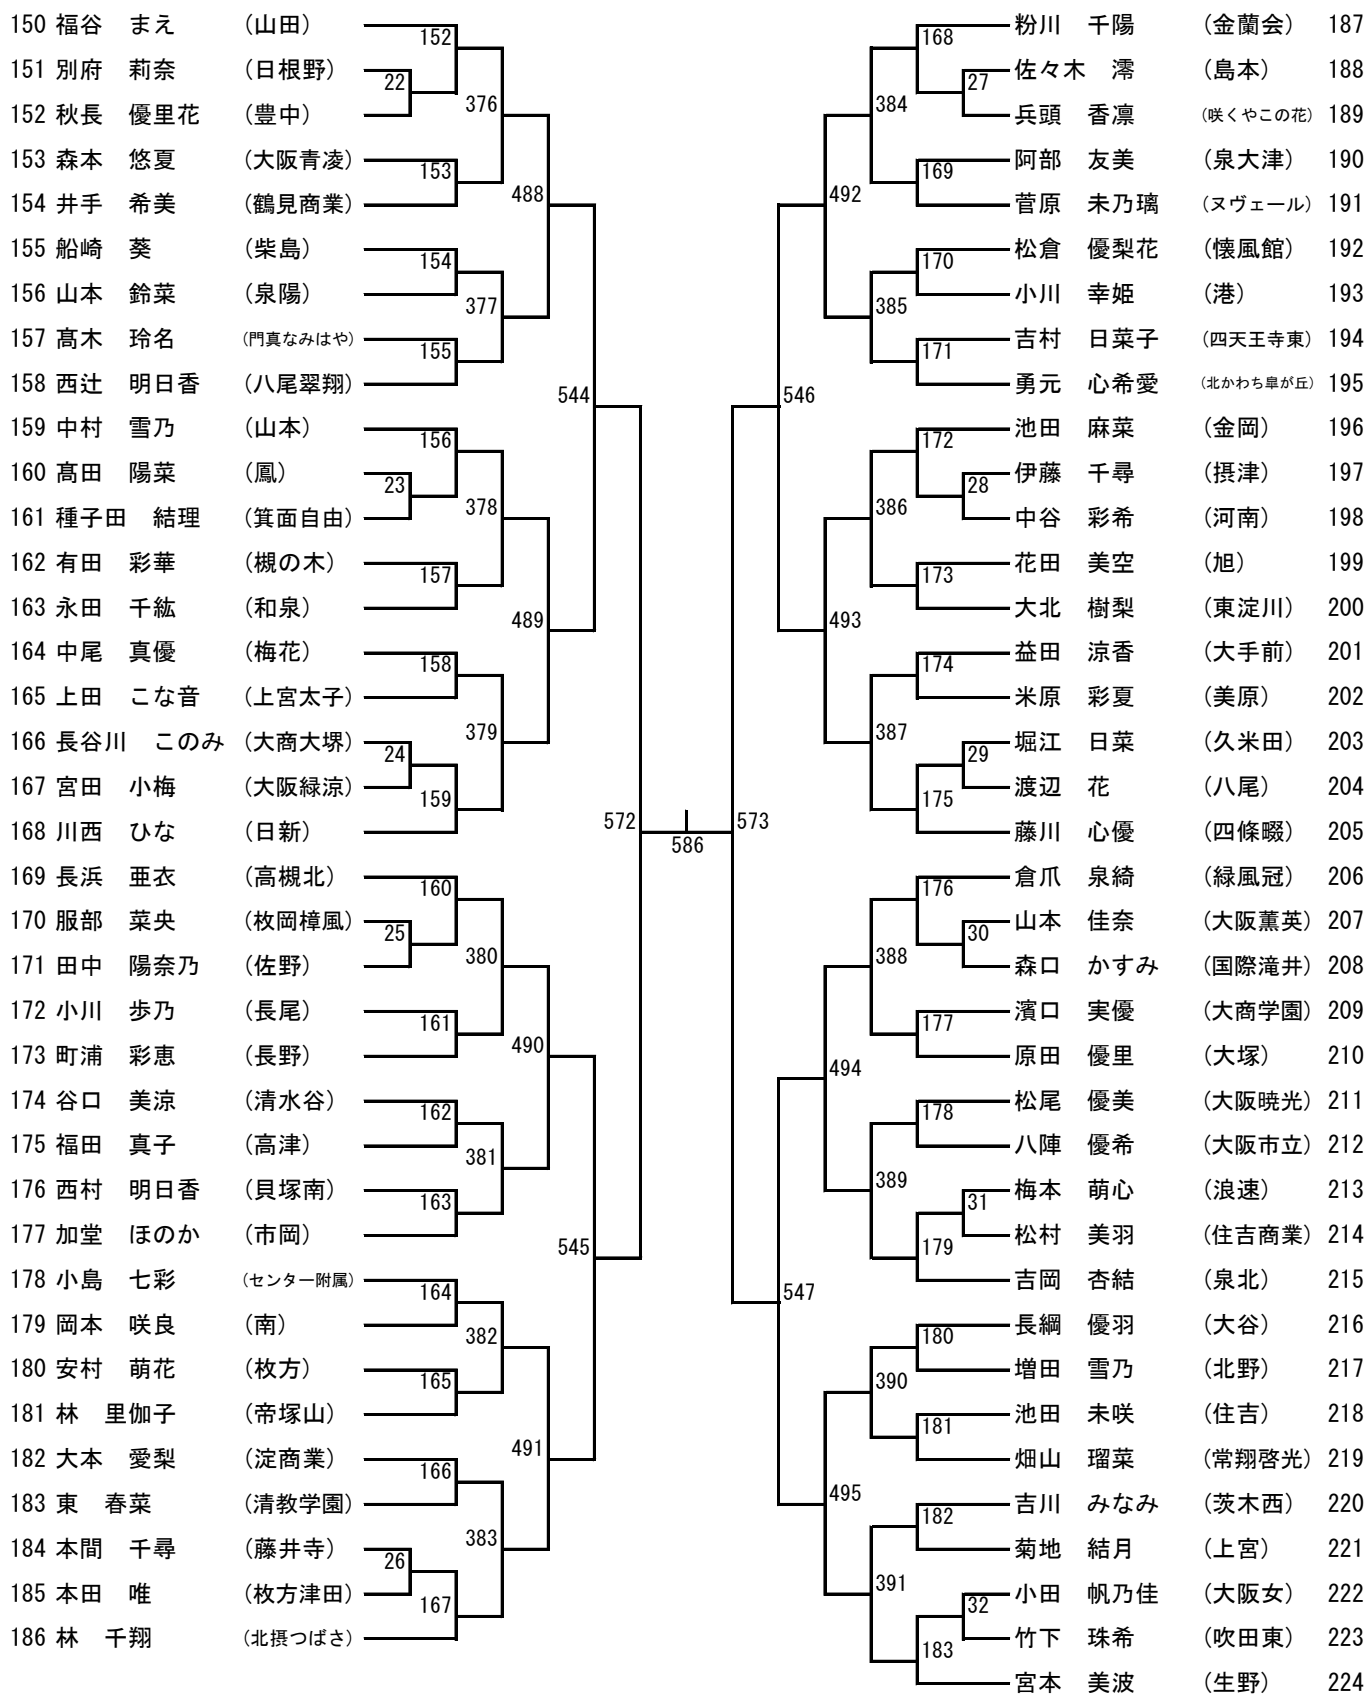 150 福谷　まえ　（山田）
151 別府　莉奈　（日根野）
152 秋長　優里花　（豊中）
153 森本　悠夏　（大阪青凌）
154 井手　希美　（鶴見商業）
155 船崎　葵　（柴島）
156 山本　鈴菜　（泉陽）
157 髙木　玲名　（門真なみはや）
158 西辻　明日香　（八尾翠翔）
159 中村　雪乃　（山本）
160 髙田　陽菜　（鳳）
161 種子田　結理　（箕面自由）
162 有田　彩華　（槻の木）
163 永田　千紘　（和泉）
164 中尾　真優　（梅花）
165 上田　こな音　（上宮太子）
166 長谷川　このみ　（大商大堺）
167 宮田　小梅　（大阪緑涼）
168 川西　ひな　（日新）
169 長浜　亜衣　（高槻北）
170 服部　菜央　（枚岡樟風）
171 田中　陽奈乃　（佐野）
172 小川　歩乃　（長尾）
173 町浦　彩恵　（長野）
174 谷口　美涼　（清水谷）
175 福田　真子　（高津）
176 西村　明日香　（貝塚南）
177 加堂　ほのか　（市岡）
178 小島　七彩　（センター附属）
179 岡本　咲良　（南）
180 安村　萌花　（枚方）
181 林　里伽子　（帝塚山）
182 大本　愛梨　（淀商業）
183 東　春菜　（清教学園）
184 本間　千尋　（藤井寺）
185 本田　唯　（枚方津田）
186 林　千翔　（北摂つばさ）
152
22
376
153
488
154
377
155
544
156
23
378
157
489
158
379
24
159
572
160
25
380
161
490
162
381
163
545
164
382
165
491
166
383
26
167
586
573
168
27
384
169
492
170
385
171
546
172
28
386
173
493
174
387
29
175
176
30
388
177
494
178
389
31
179
547
180
390
181
495
182
391
32
183
粉川　千陽　（金蘭会） 187
佐々木　澪　（島本） 188
兵頭　香凛　（咲くやこの花） 189
阿部　友美　（泉大津） 190
菅原　未乃璃　（ヌヴェール） 191
松倉　優梨花　（懐風館） 192
小川　幸姫　（港） 193
吉村　日菜子　（四天王寺東） 194
勇元　心希愛　（北かわち皐が丘） 195
池田　麻菜　（金岡） 196
伊藤　千尋　（摂津） 197
中谷　彩希　（河南） 198
花田　美空　（旭） 199
大北　樹梨　（東淀川） 200
益田　涼香　（大手前） 201
米原　彩夏　（美原） 202
堀江　日菜　（久米田） 203
渡辺　花　（八尾） 204
藤川　心優　（四條畷） 205
倉爪　泉綺　（緑風冠） 206
山本　佳奈　（大阪薫英） 207
森口　かすみ　（国際滝井） 208
濱口　実優　（大商学園） 209
原田　優里　（大塚） 210
松尾　優美　（大阪暁光） 211
八陣　優希　（大阪市立） 212
梅本　萌心　（浪速） 213
松村　美羽　（住吉商業） 214
吉岡　杏結　（泉北） 215
長綱　優羽　（大谷） 216
増田　雪乃　（北野） 217
池田　未咲　（住吉） 218
畑山　瑠菜　（常翔啓光） 219
吉川　みなみ　（茨木西） 220
菊地　結月　（上宮） 221
小田　帆乃佳　（大阪女） 222
竹下　珠希　（吹田東） 223
宮本　美波　（生野） 224